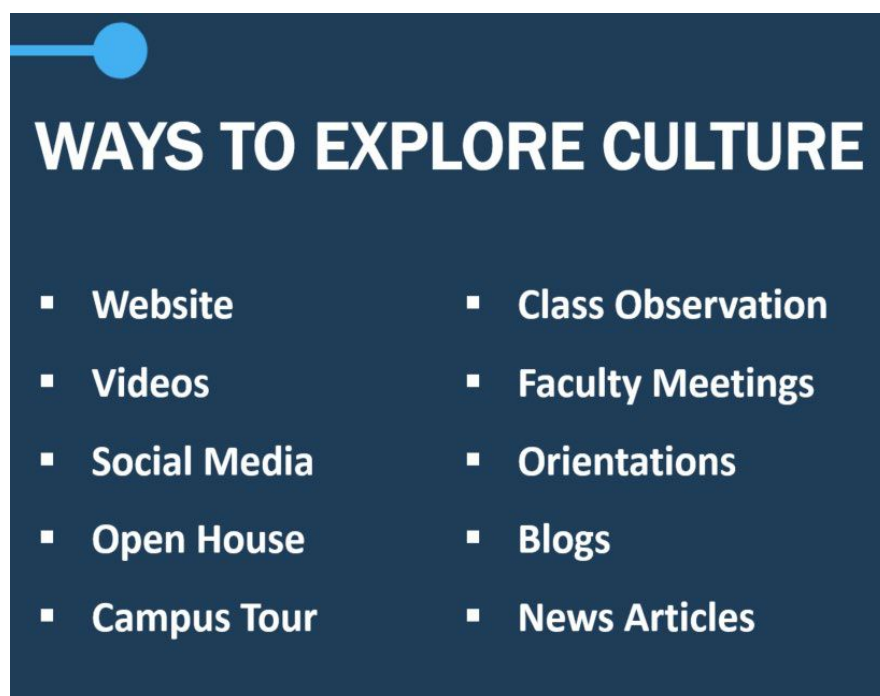 WAYS TO EXPLORE CULTURE
▪ Website
▪ Videos
▪ Social Media
▪ Open House
▪ Campus Tour
▪ Class Observation
▪ Faculty Meetings
▪ Orientations
▪ Blogs
▪ News Articles